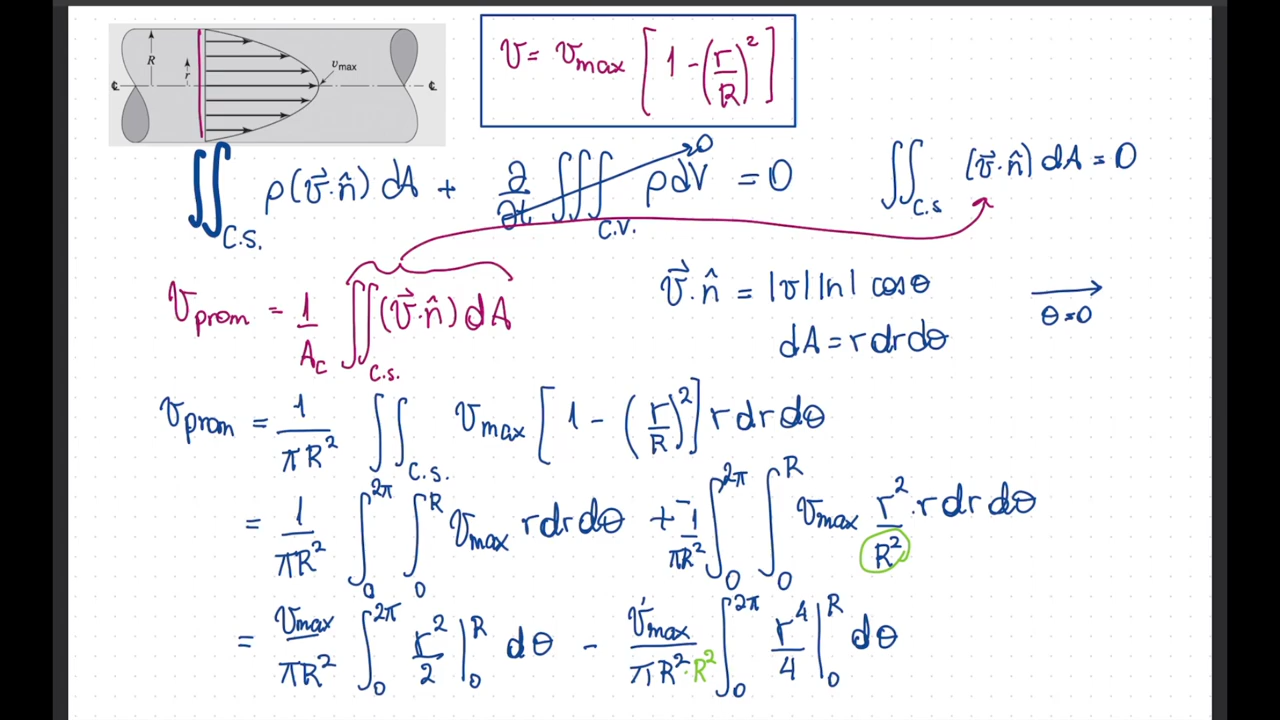 R
r
v_max
℄
℄
v = v_max [1 - (r/R)²]
∬_C.S. ρ(v⃗·n̂) dA + ∂/∂t ∭_C.V. ρdV = 0
0
∬_C.S (v⃗·n̂) dA = 0
v_prom = 1/A_c ∬_C.S. (v⃗·n̂) dA
v⃗·n̂ = |v||n| cosθ
θ=0
dA = r dr dθ
v_prom = 1/πR² ∬_C.S. v_max [1 - (r/R)²] r dr dθ
= 1/πR² ∫_0^2π ∫_0^R v_max r dr dθ + -1/πR² ∫_0^2π ∫_0^R v_max r²/R² · r dr dθ
= v_max/πR² ∫_0^2π r²/2 |_0^R dθ - v_max/πR²·R² ∫_0^2π r⁴/4 |_0^R dθ